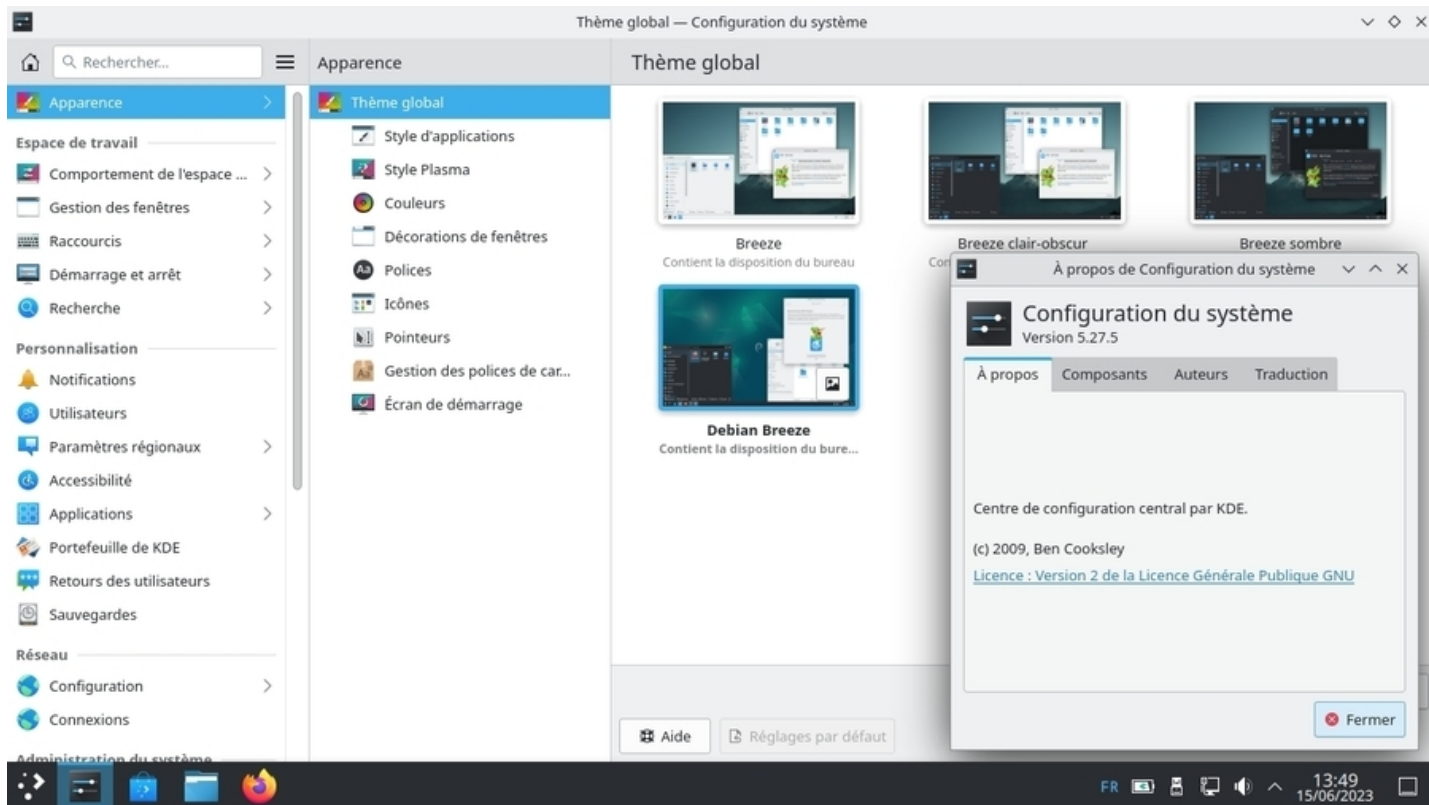 Thème global — Configuration du système
Rechercher...
Apparence
Espace de travail
Comportement de l'espace ...
Gestion des fenêtres
Raccourcis
Démarrage et arrêt
Recherche
Personnalisation
Notifications
Utilisateurs
Paramètres régionaux
Accessibilité
Applications
Portefeuille de KDE
Retours des utilisateurs
Sauvegardes
Réseau
Configuration
Connexions
Administration du système
Apparence
Thème global
Style d'applications
Style Plasma
Couleurs
Décorations de fenêtres
Aa Polices
Icônes
Pointeurs
Gestion des polices de car...
Écran de démarrage
Thème global
Breeze
Contient la disposition du bureau
Breeze clair-obscur
Con
Breeze sombre
Debian Breeze
Contient la disposition du bure...
Aide
Réglages par défaut
À propos de Configuration du système
Configuration du système
Version 5.27.5
À propos
Composants
Auteurs
Traduction
Centre de configuration central par KDE.
(c) 2009, Ben Cooksley
Licence : Version 2 de la Licence Générale Publique GNU
Fermer
FR
13:49
15/06/2023